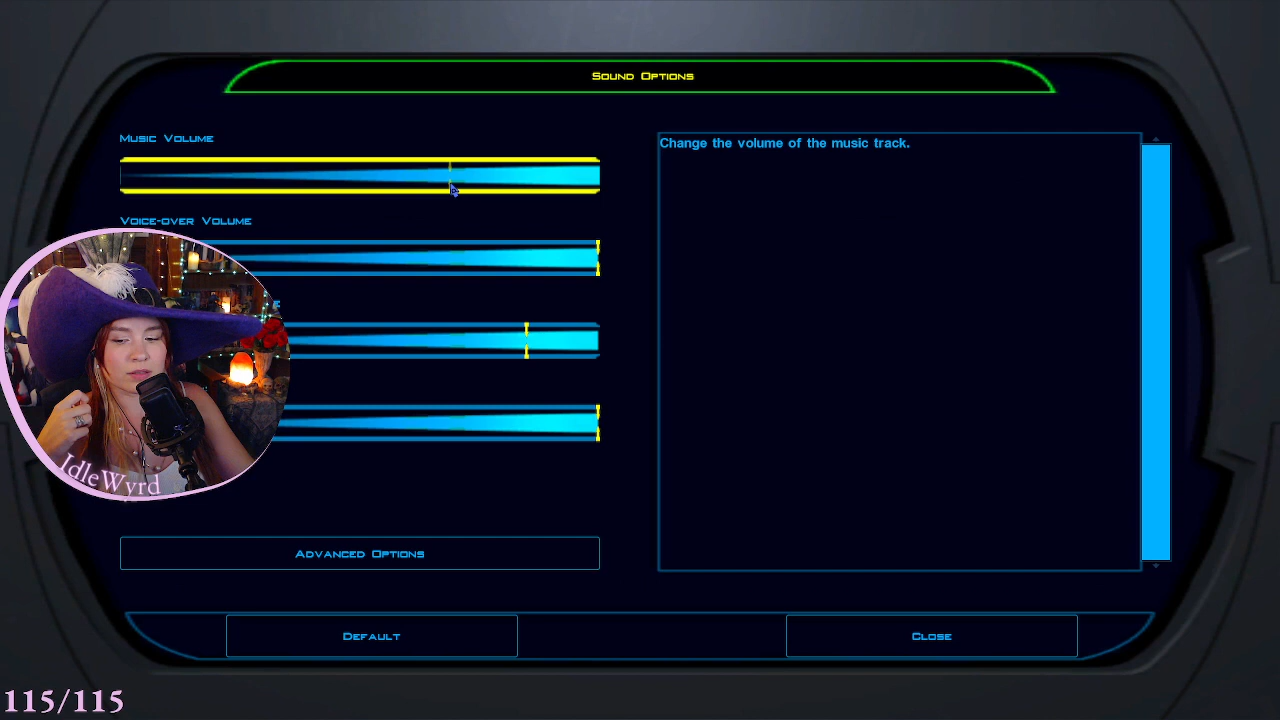 Sound Options
Music Volume
Change the volume of the music track.
Voice-over Volume
IdleWyrd
Advanced Options
Default
Close
115/115